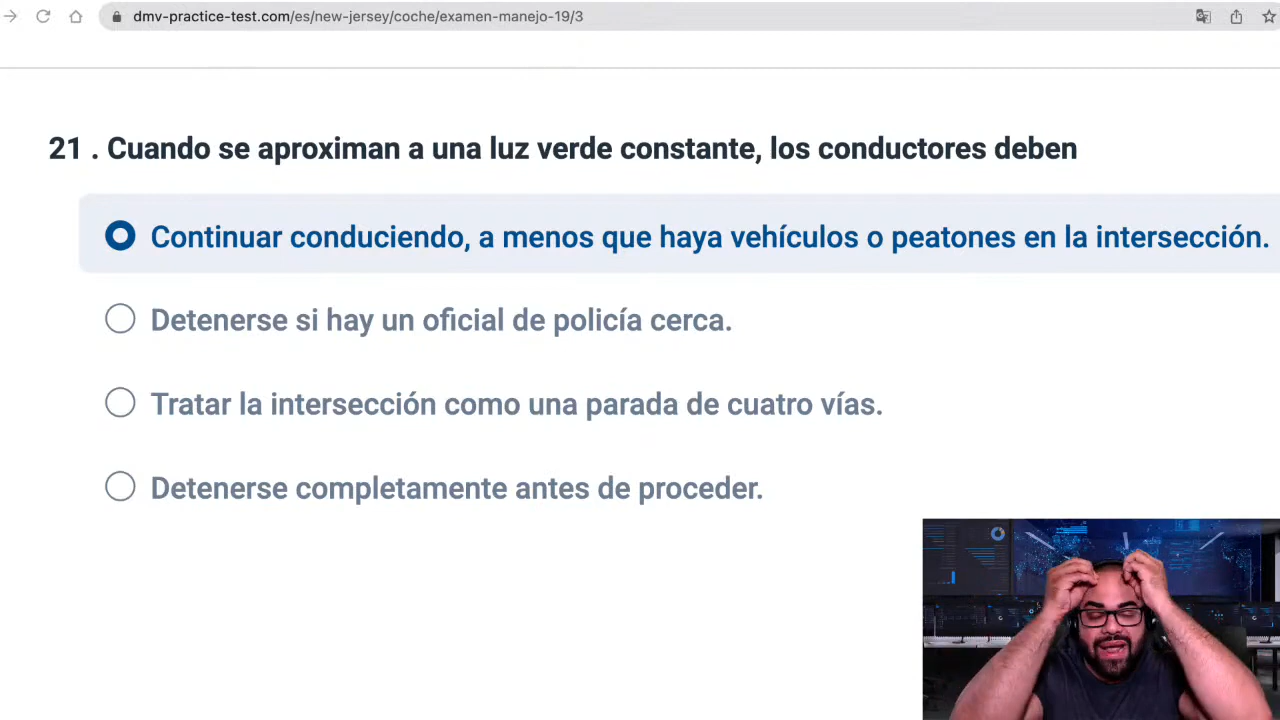 dmv-practice-test.com/es/new-jersey/coche/examen-manejo-19/3
21 . Cuando se aproximan a una luz verde constante, los conductores deben
Continuar conduciendo, a menos que haya vehículos o peatones en la intersección.
Detenerse si hay un oficial de policía cerca.
Tratar la intersección como una parada de cuatro vías.
Detenerse completamente antes de proceder.